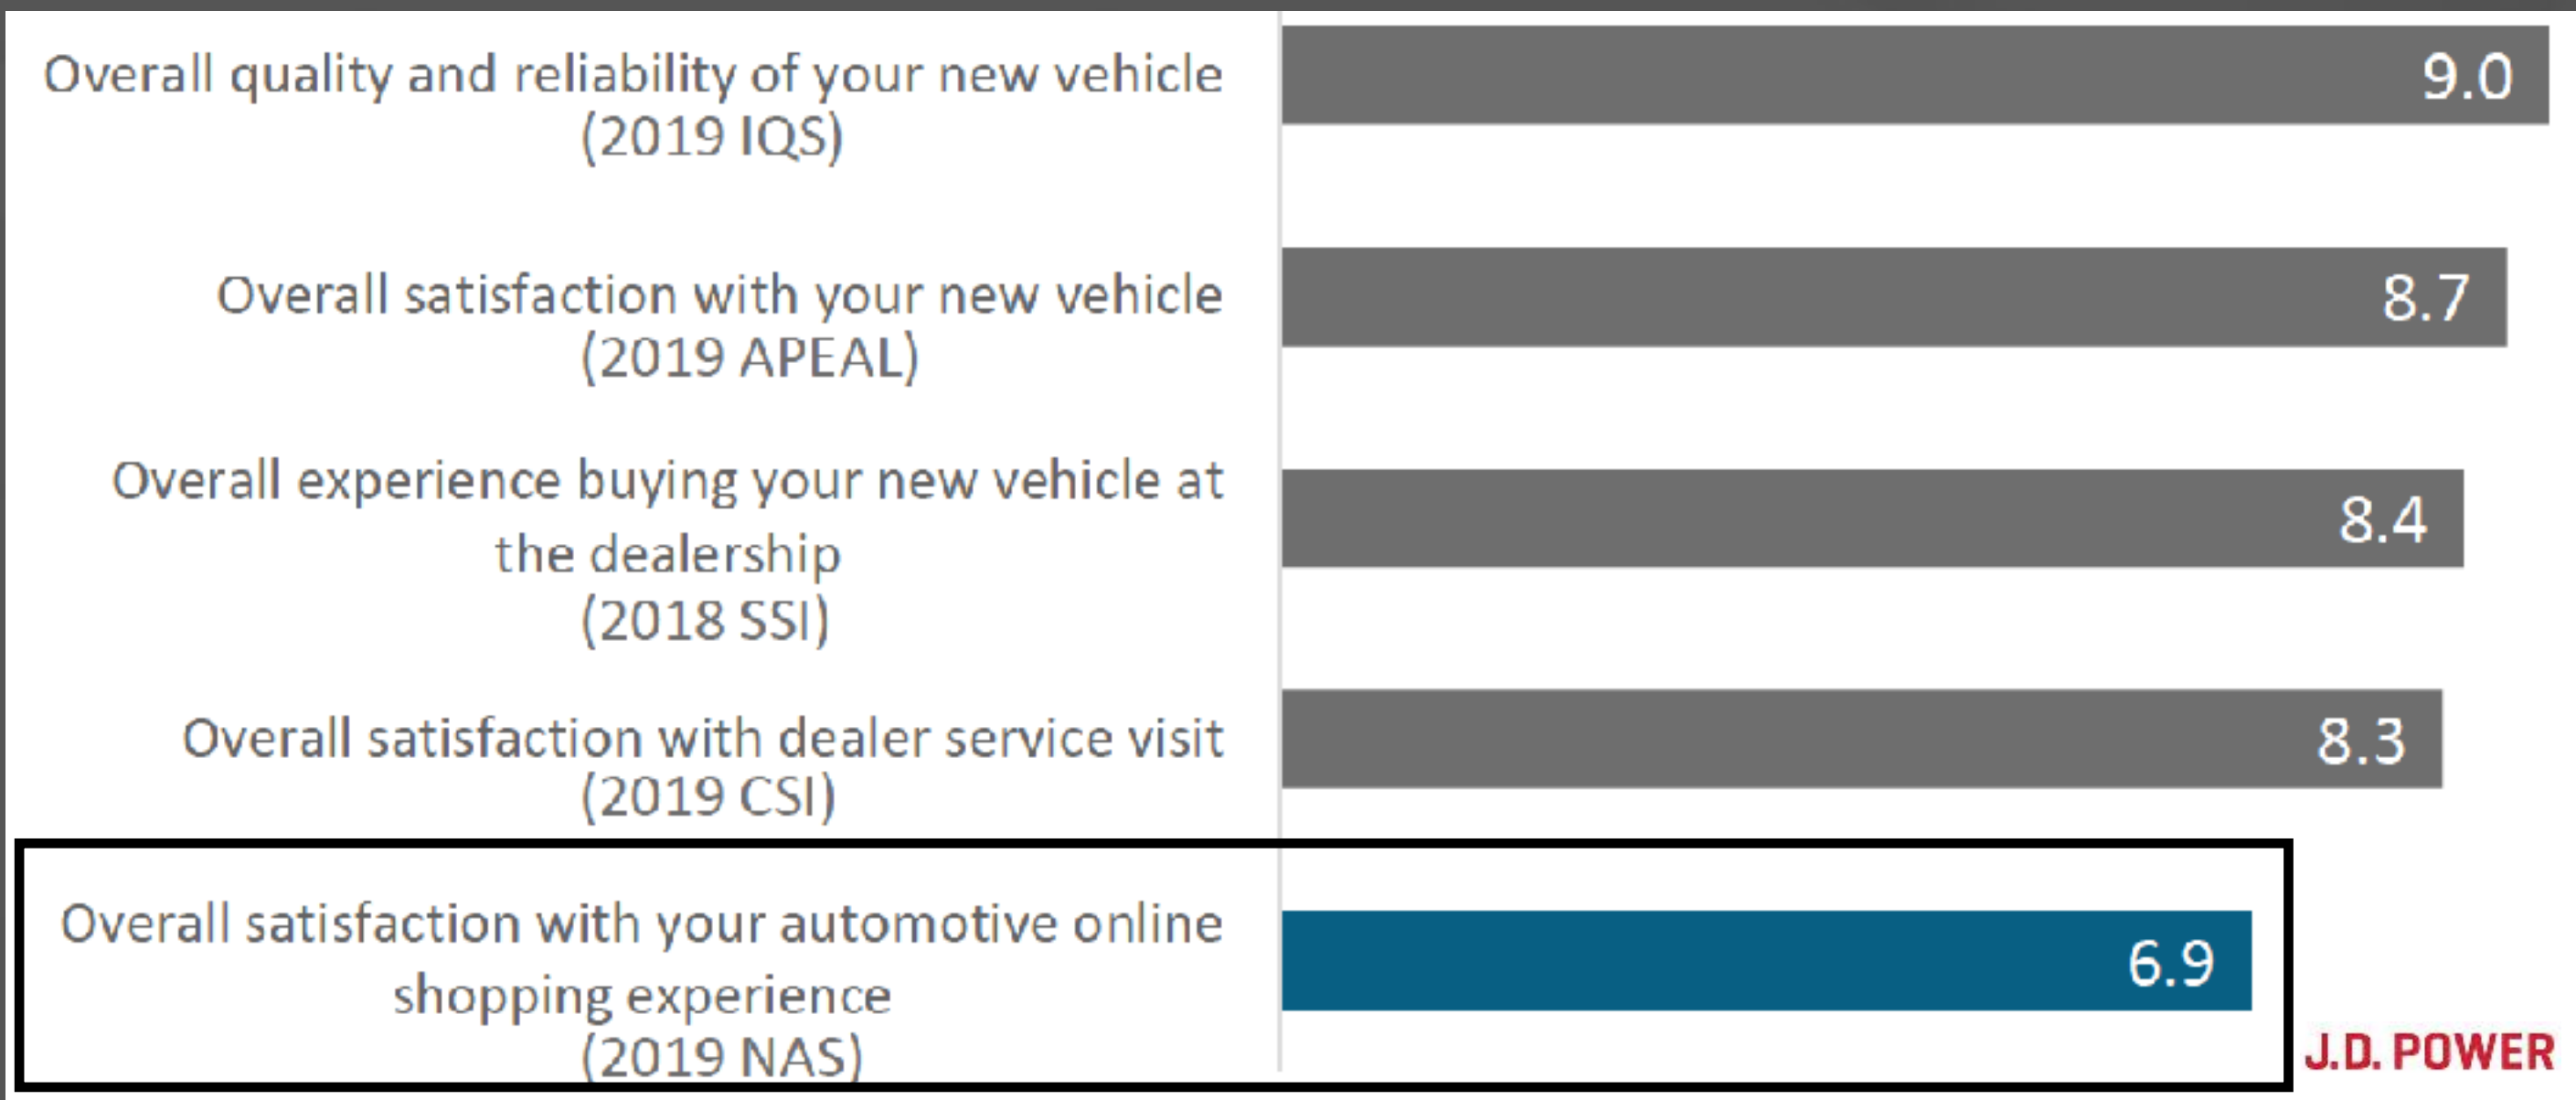 Overall quality and reliability of your new vehicle
(2019 IQS)
9.0
Overall satisfaction with your new vehicle
(2019 APEAL)
8.7
Overall experience buying your new vehicle at
the dealership
(2018 SSI)
8.4
Overall satisfaction with dealer service visit
(2019 CSI)
8.3
Overall satisfaction with your automotive online
shopping experience
(2019 NAS)
6.9
J.D. POWER